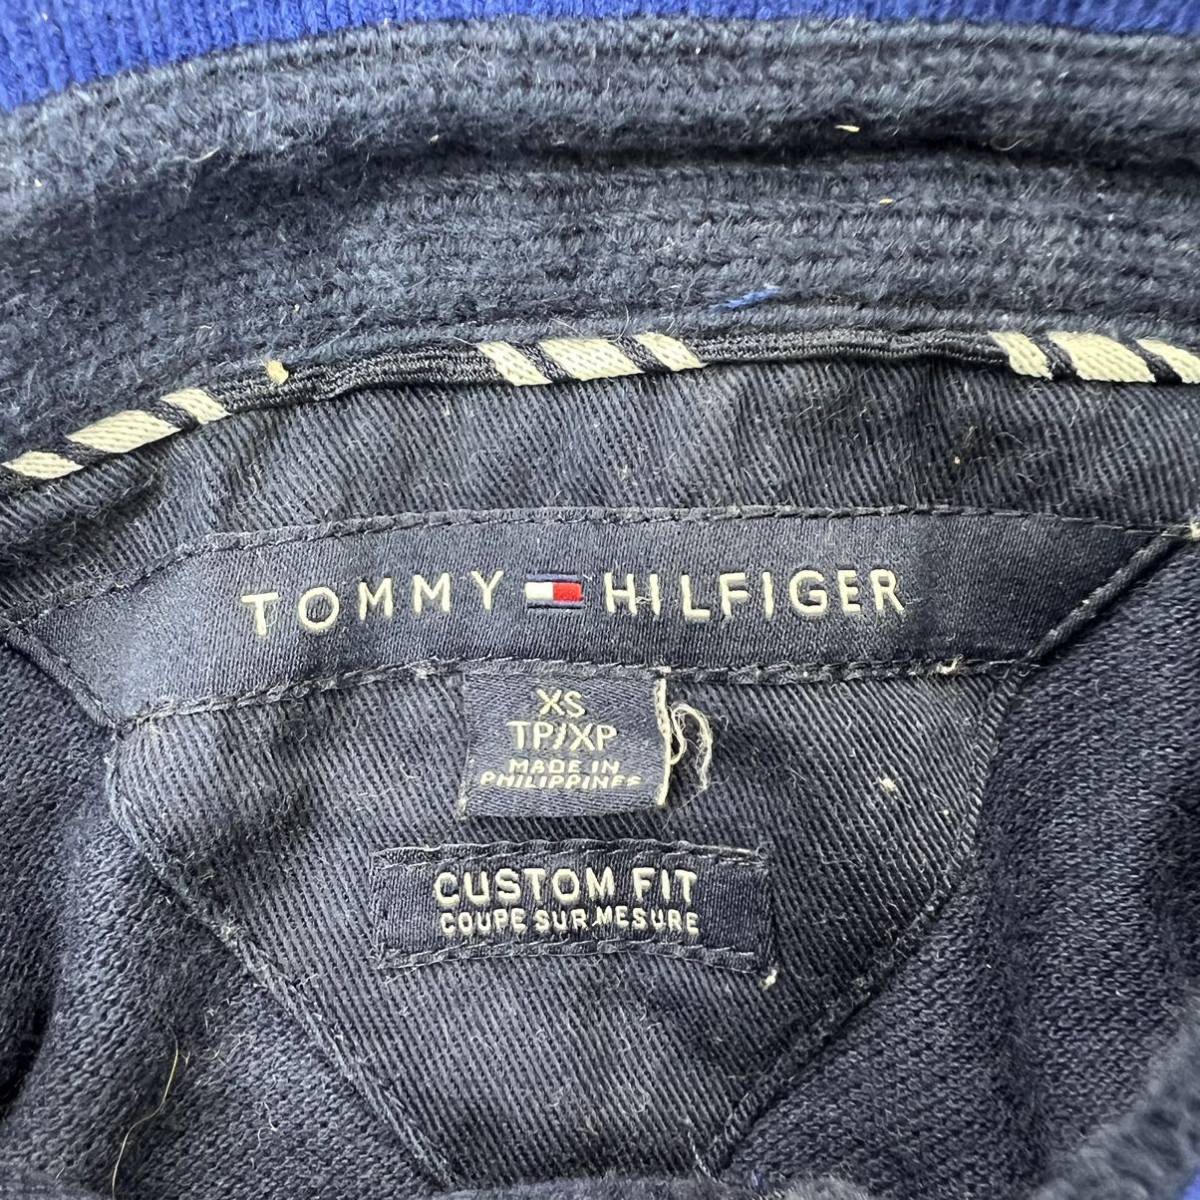 TOMMY HILFIGER
XS
TP/XP
MADE IN
PHILIPPINES
CUSTOM FIT
COUPE SUR MESURE